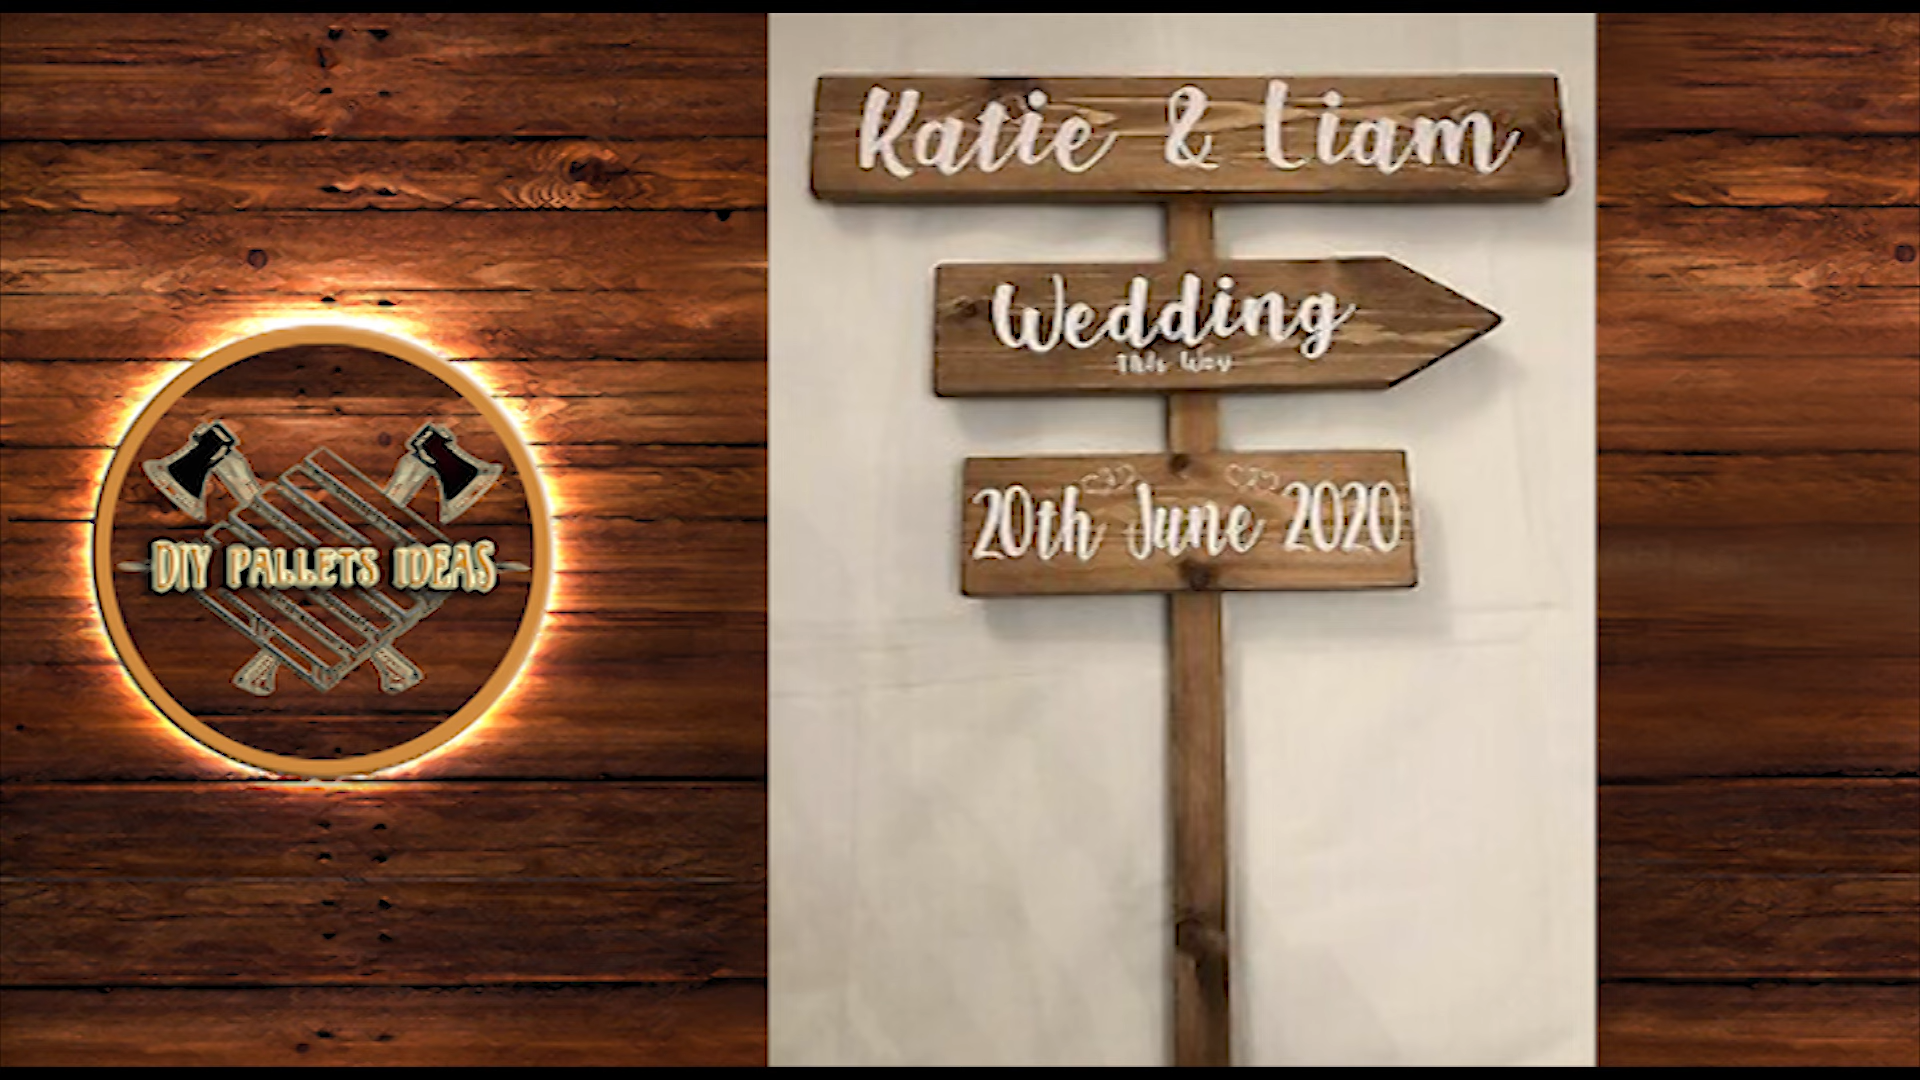 DIY PALLETS IDEAS
Katie & Liam
Wedding
This Way
20th June 2020